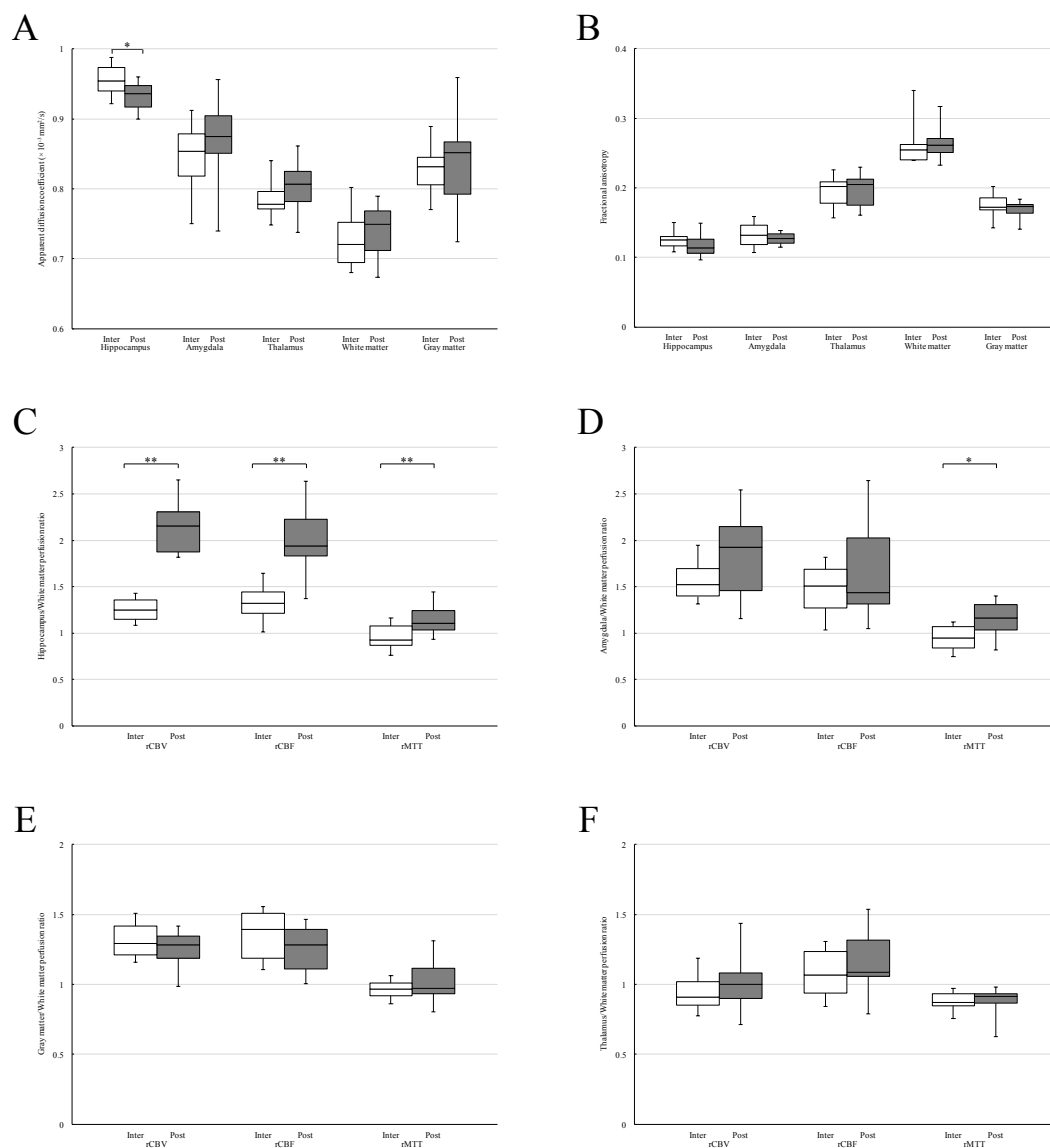 A
Apparent diffusion coefficient (× 10⁻³ mm²/s)
1
0.9
0.8
0.7
0.6
*
Inter Post Inter Post Inter Post Inter Post Inter Post
Hippocampus Amygdala Thalamus White matter Gray matter
B
Fractional anisotropy
0.4
0.3
0.2
0.1
0
Inter Post Inter Post Inter Post Inter Post Inter Post
Hippocampus Amygdala Thalamus White matter Gray matter
C
Hippocampus/White matter perfusion ratio
3
2.5
2
1.5
1
0.5
0
** ** **
Inter Post Inter Post Inter Post
rCBV rCBF rMTT
D
Amygdala/White matter perfusion ratio
3
2.5
2
1.5
1
0.5
0
*
Inter Post Inter Post Inter Post
rCBV rCBF rMTT
E
Gray matter/White matter perfusion ratio
2
1.5
1
0.5
0
Inter Post Inter Post Inter Post
rCBV rCBF rMTT
F
Thalamus/White matter perfusion ratio
2
1.5
1
0.5
0
Inter Post Inter Post Inter Post
rCBV rCBF rMTT